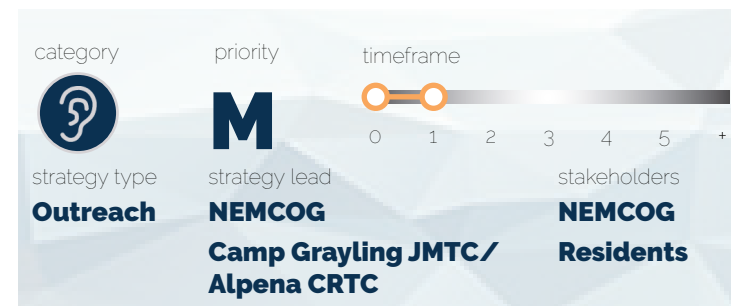 category priority timeframe
M
0 1 2 3 4 5 +
strategy type strategy lead stakeholders
Outreach NEMCOG NEMCOG
Camp Grayling JMTC/ Residents
Alpena CRTC